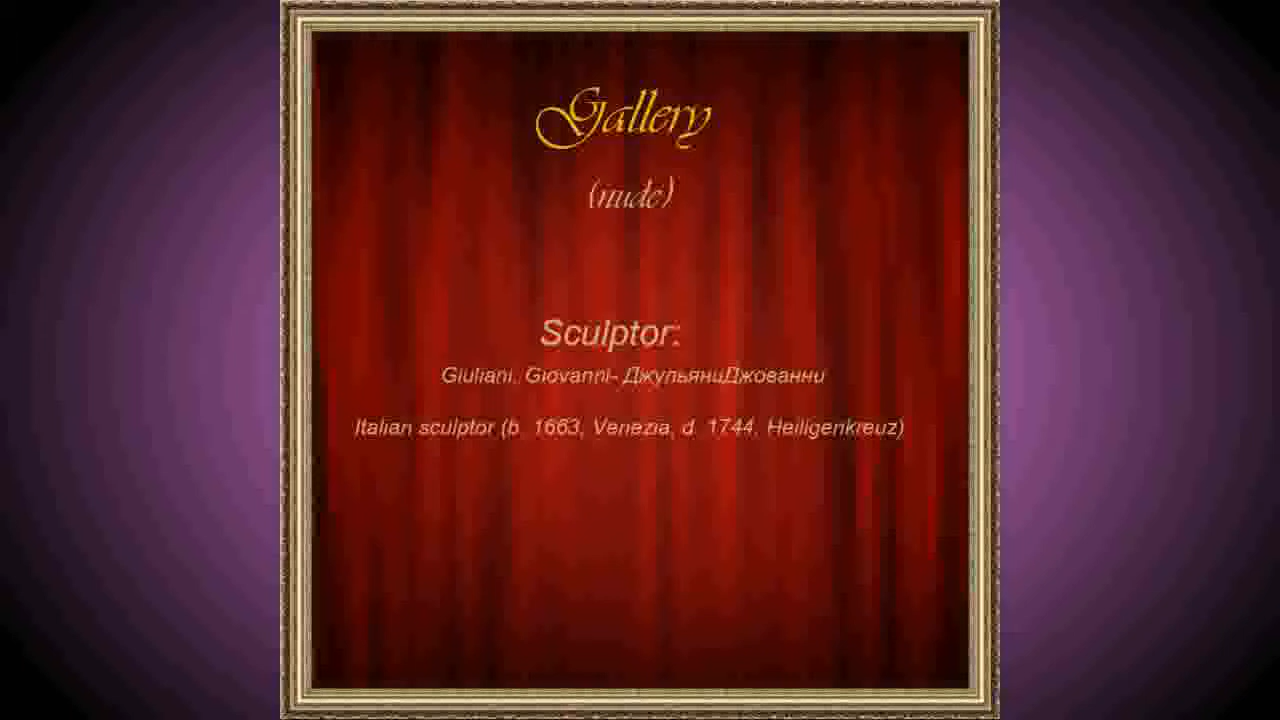 Gallery
(nude)
Sculptor:
Giuliani, Giovanni- ДжульяниДжованни
Italian sculptor (b. 1663, Venezia, d. 1744, Heiligenkreuz)